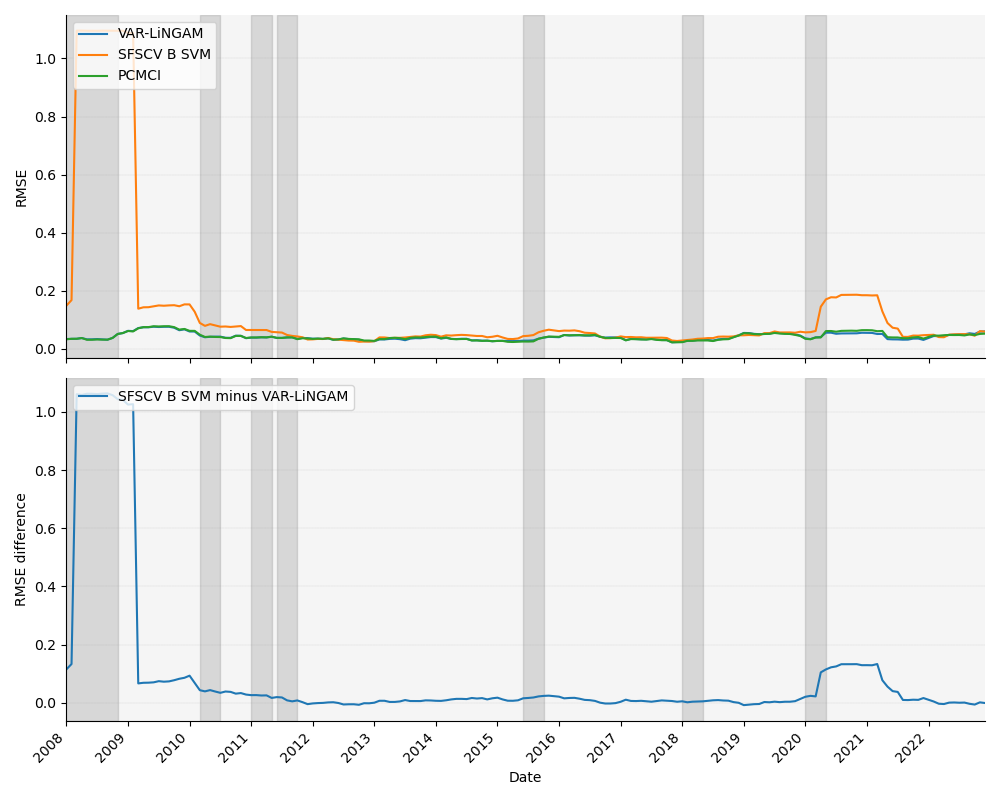 VAR-LiNGAM
SFSCV B SVM
PCMCI
1.0
0.8
0.6
0.4
0.2
0.0
RMSE
SFSCV B SVM minus VAR-LiNGAM
1.0
0.8
0.6
0.4
0.2
0.0
RMSE difference
2008 2009 2010 2011 2012 2013 2014 2015 2016 2017 2018 2019 2020 2021 2022
Date